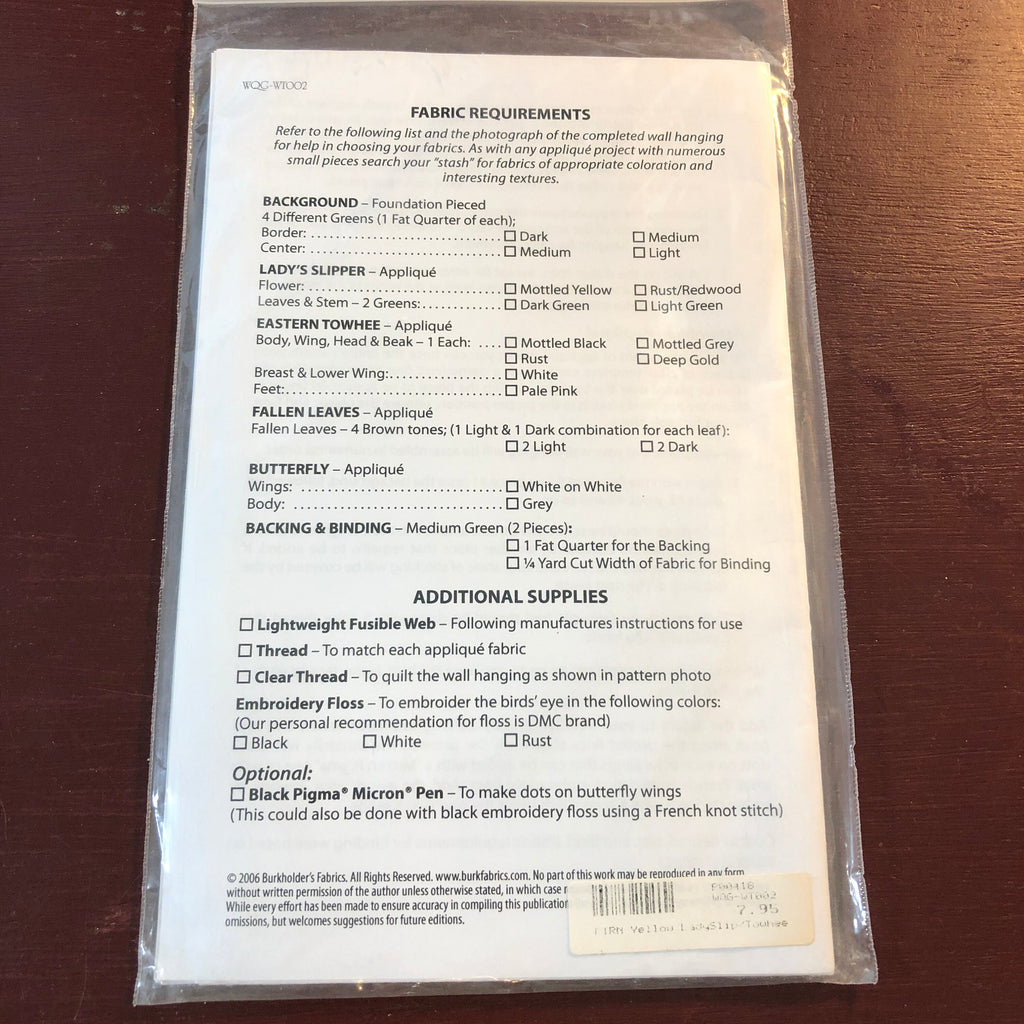 WQG-WT002
FABRIC REQUIREMENTS
Refer to the following list and the photograph of the completed wall hanging
for help in choosing your fabrics. As with any appliqué project with numerous
small pieces search your "stash" for fabrics of appropriate coloration and
interesting textures.
BACKGROUND – Foundation Pieced
4 Different Greens (1 Fat Quarter of each);
Border: ☐ Dark ☐ Medium
Center: ☐ Medium ☐ Light
LADY'S SLIPPER – Appliqué
Flower: ☐ Mottled Yellow ☐ Rust/Redwood
Leaves & Stem – 2 Greens: ☐ Dark Green ☐ Light Green
EASTERN TOWHEE – Appliqué
Body, Wing, Head & Beak – 1 Each: ☐ Mottled Black ☐ Mottled Grey
☐ Rust ☐ Deep Gold
Breast & Lower Wing: ☐ White
Feet: ☐ Pale Pink
FALLEN LEAVES – Appliqué
Fallen Leaves – 4 Brown tones; (1 Light & 1 Dark combination for each leaf):
☐ 2 Light ☐ 2 Dark
BUTTERFLY – Appliqué
Wings: ☐ White on White
Body: ☐ Grey
BACKING & BINDING – Medium Green (2 Pieces):
☐ 1 Fat Quarter for the Backing
☐ ¼ Yard Cut Width of Fabric for Binding
ADDITIONAL SUPPLIES
☐ Lightweight Fusible Web – Following manufactures instructions for use
☐ Thread – To match each appliqué fabric
☐ Clear Thread – To quilt the wall hanging as shown in pattern photo
Embroidery Floss – To embroider the birds' eye in the following colors:
(Our personal recommendation for floss is DMC brand)
☐ Black ☐ White ☐ Rust
Optional:
☐ Black Pigma® Micron® Pen – To make dots on butterfly wings
(This could also be done with black embroidery floss using a French knot stitch)
© 2006 Burkholder's Fabrics. All Rights Reserved. www.burkfabrics.com. No part of this work may be reproduced in any form
without written permission of the author unless otherwise stated, in which case
While every effort has been made to ensure accuracy in compiling this publication
omissions, but welcomes suggestions for future editions.
P00418
WQG-WT002
7.95
Yellow LadySlip/Towhee